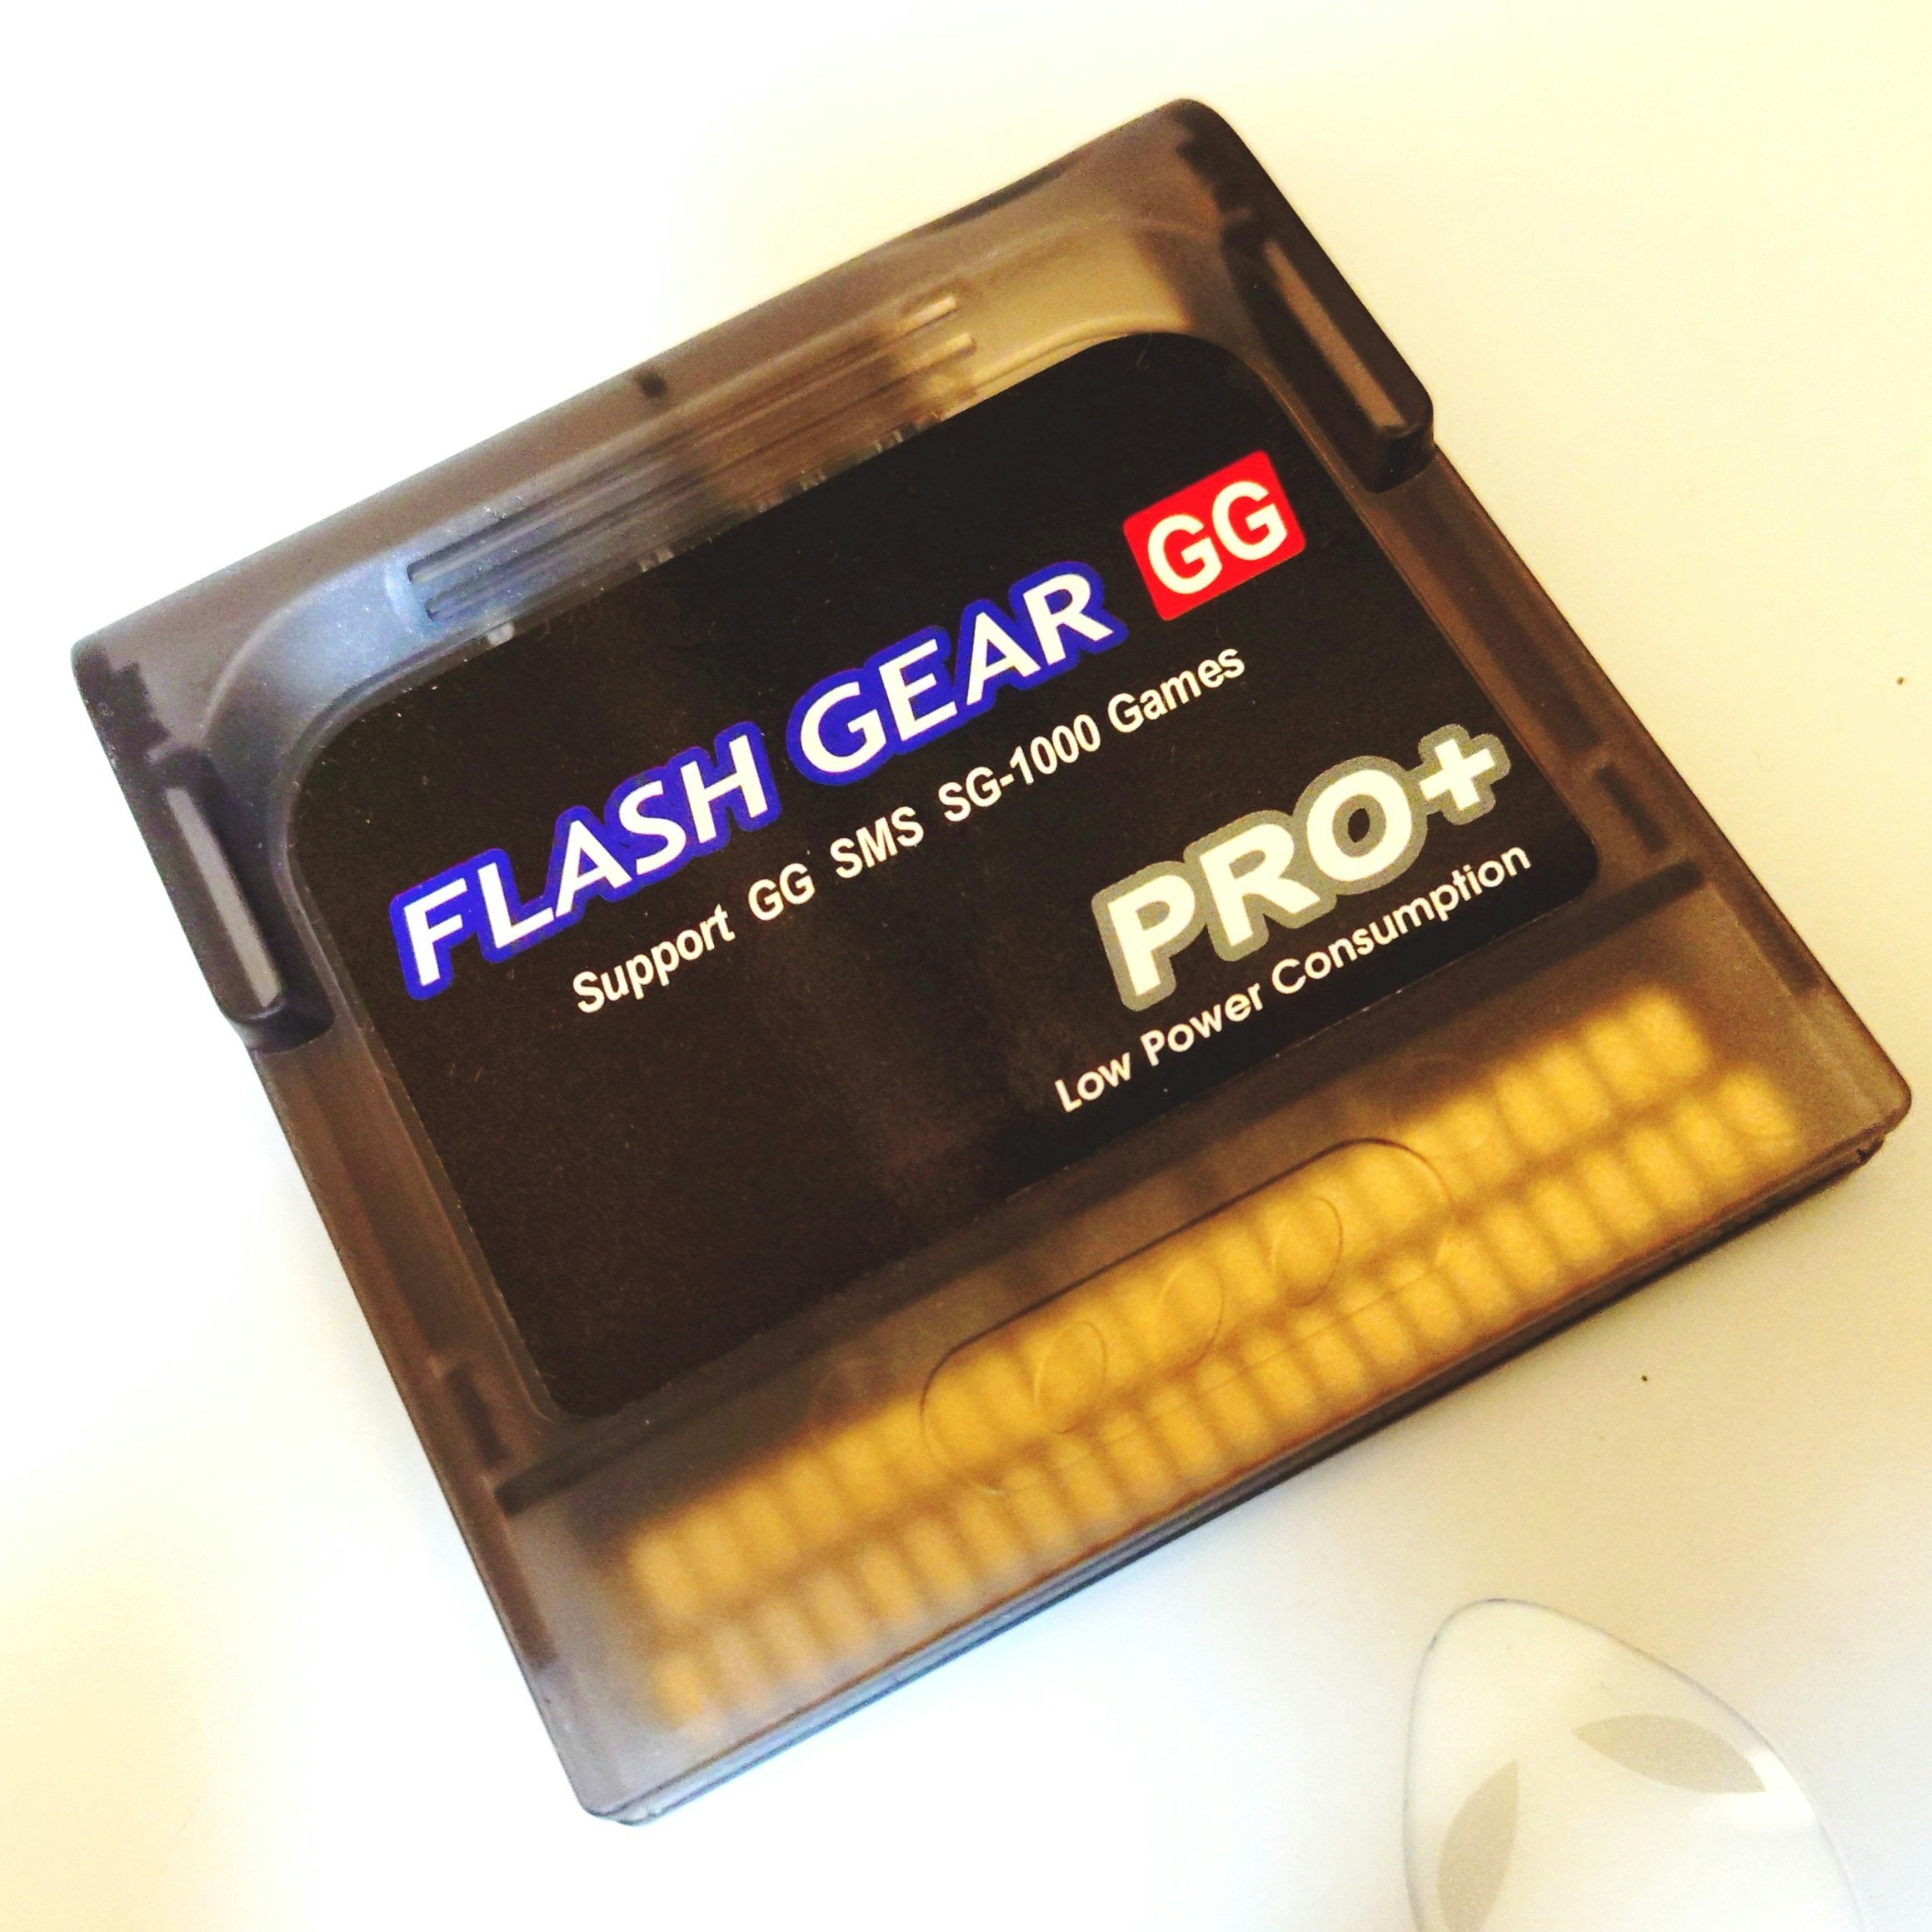 FLASH GEAR GG
Support GG SMS SG-1000 Games
PRO+
Low Power Consumption